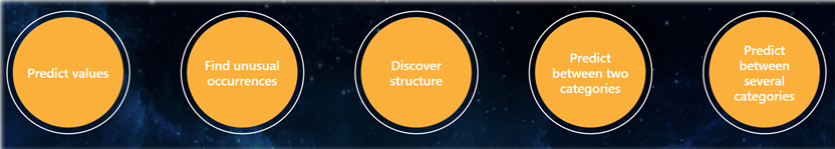 Predict values
Find unusual
occurrences
Discover
structure
Predict
between two
categories
Predict
between
several
categories